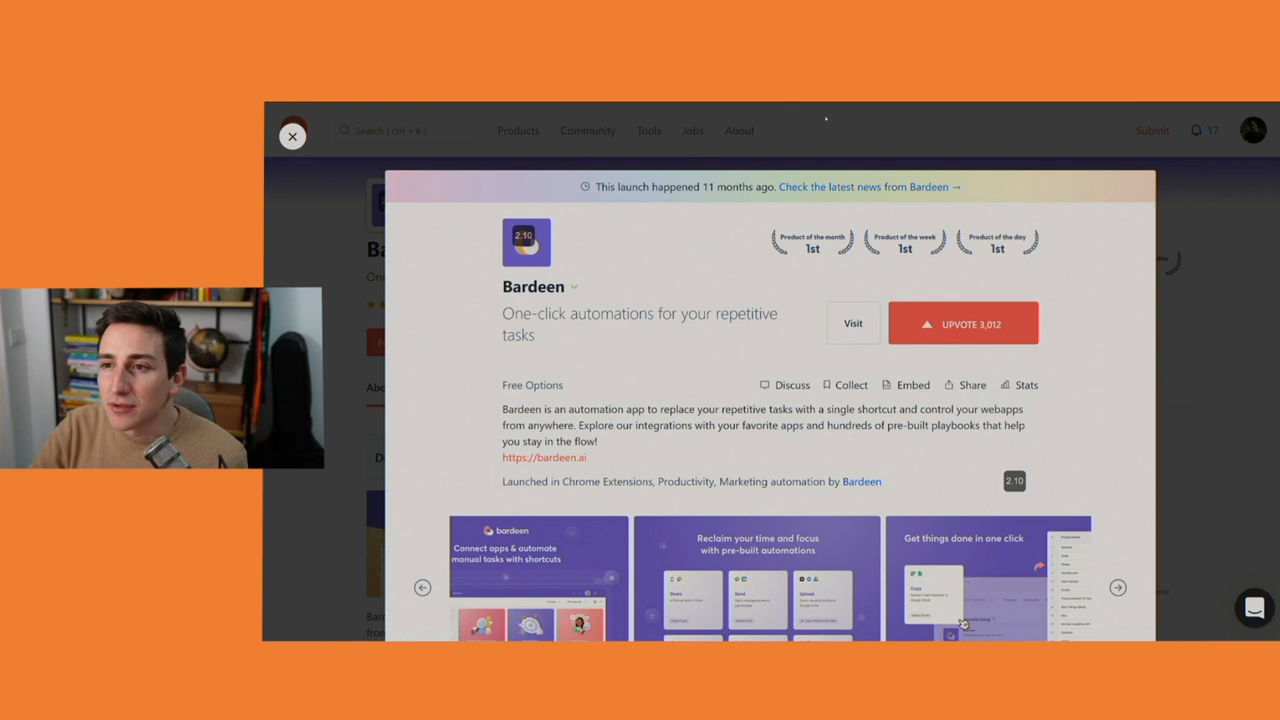 Search ( ctrl + k )
Products
Community
Tools
Jobs
About
Submit
17
This launch happened 11 months ago. Check the latest news from Bardeen →
2.10
Product of the month
1st
Product of the week
1st
Product of the day
1st
Bardeen
One-click automations for your repetitive
tasks
Visit
UPVOTE 3,012
Free Options
Discuss
Collect
Embed
Share
Stats
Bardeen is an automation app to replace your repetitive tasks with a single shortcut and control your webapps
from anywhere. Explore our integrations with your favorite apps and hundreds of pre-built playbooks that help
you stay in the flow!
https://bardeen.ai
Launched in Chrome Extensions, Productivity, Marketing automation by Bardeen
2.10
bardeen
Connect apps & automate
manual tasks with shortcuts
Reclaim your time and focus
with pre-built automations
Share
Send
Upload
Get things done in one click
Copy